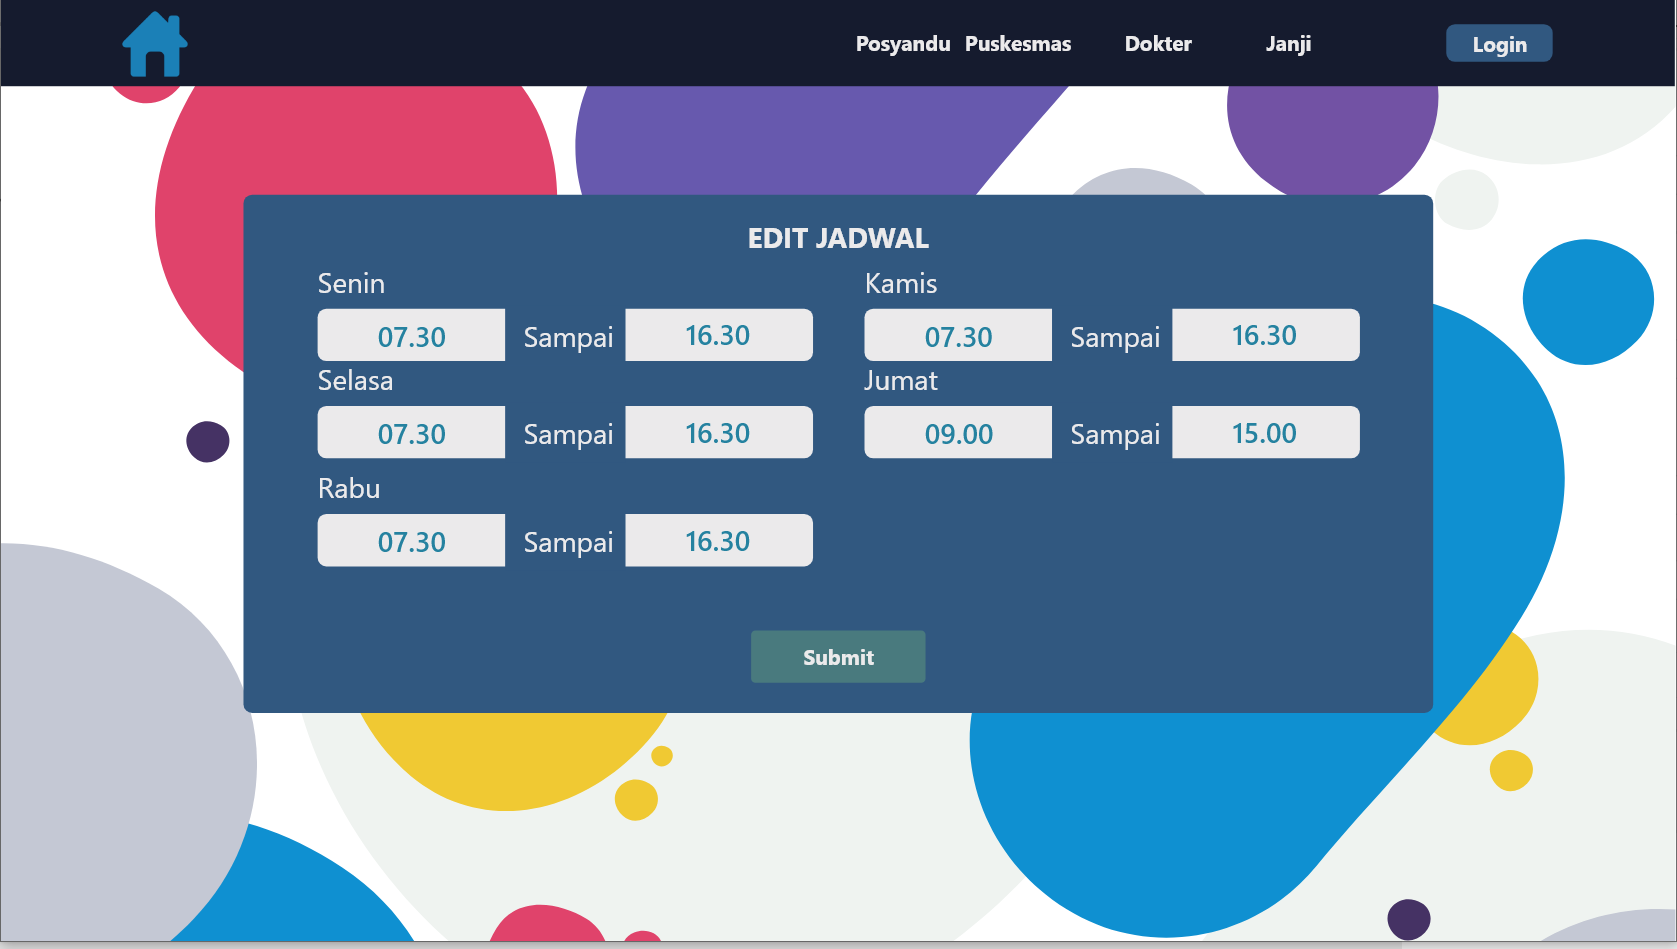 Posyandu Puskesmas Dokter Janji Login
EDIT JADWAL
Senin
07.30 Sampai 16.30
Selasa
07.30 Sampai 16.30
Rabu
07.30 Sampai 16.30
Kamis
07.30 Sampai 16.30
Jumat
09.00 Sampai 15.00
Submit